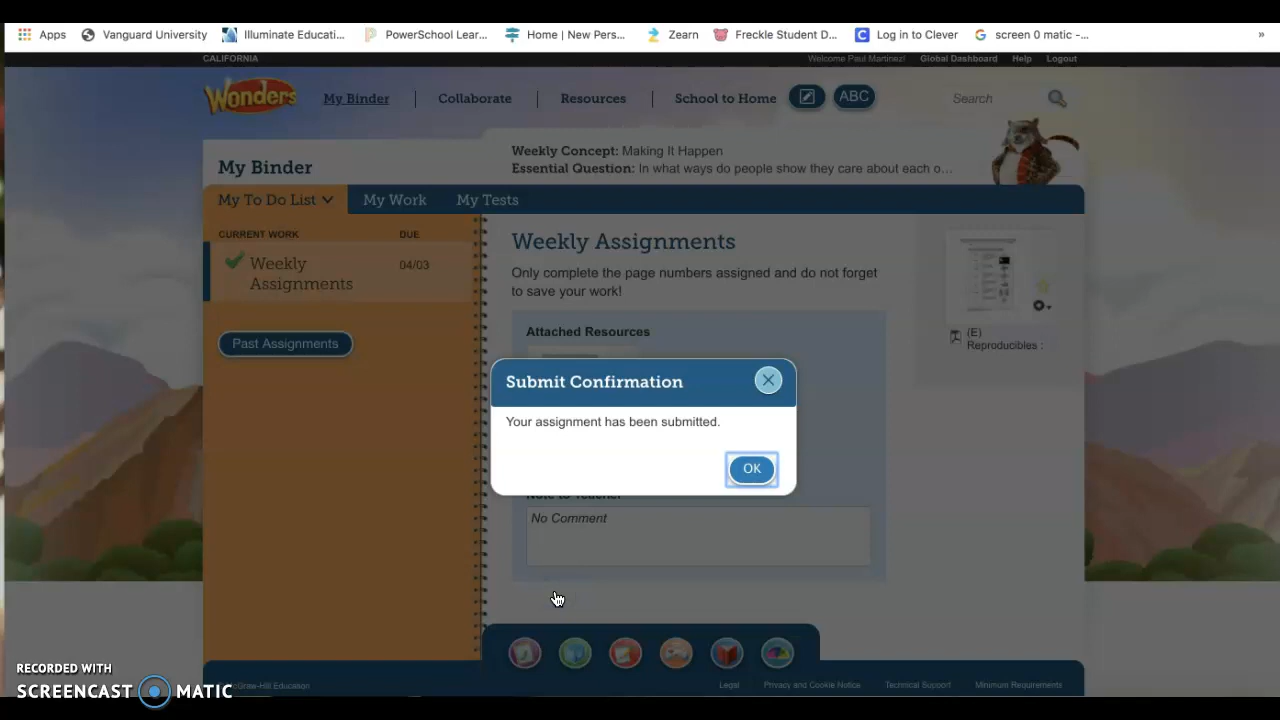 Apps Vanguard University Illuminate Educati... PowerSchool Lear... Home | New Pers... Zearn Freckle Student D... Log in to Clever screen 0 matic -... »
CALIFORNIA Welcome Paul Martinez! Global Dashboard Help Logout
Wonders My Binder Collaborate Resources School to Home ABC Search
Weekly Concept: Making It Happen
My Binder
Essential Question: In what ways do people show they care about each o...
My To Do List My Work My Tests
CURRENT WORK DUE
Weekly Assignments
Weekly
Assignments
04/03
Only complete the page numbers assigned and do not forget
to save your work!
Attached Resources
(E)
Reproducibles :
Past Assignments
Submit Confirmation
Your assignment has been submitted.
OK
Note to Teacher
No Comment
RECORDED WITH
SCREENCAST MATIC
Graw-Hill Education
Legal Privacy and Cookie Notice Technical Support Minimum Requirements